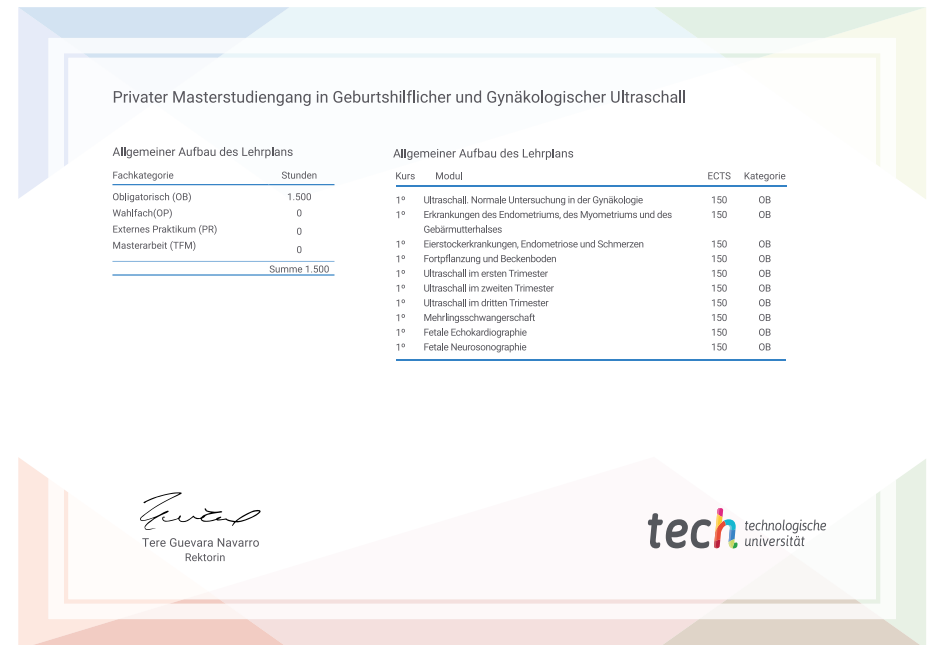 Privater Masterstudiengang in Geburtshilflicher und Gynäkologischer Ultraschall
Allgemeiner Aufbau des Lehrplans
Fachkategorie Stunden
Obligatorisch (OB) 1.500
Wahlfach(OP) 0
Externes Praktikum (PR) 0
Masterarbeit (TFM) 0
Summe 1.500
Allgemeiner Aufbau des Lehrplans
Kurs Modul ECTS Kategorie
1º Ultraschall. Normale Untersuchung in der Gynäkologie 150 OB
1º Erkrankungen des Endometriums, des Myometriums und des 150 OB
Gebärmutterhalses
1º Eierstockerkrankungen, Endometriose und Schmerzen 150 OB
1º Fortpflanzung und Beckenboden 150 OB
1º Ultraschall im ersten Trimester 150 OB
1º Ultraschall im zweiten Trimester 150 OB
1º Ultraschall im dritten Trimester 150 OB
1º Mehrlingsschwangerschaft 150 OB
1º Fetale Echokardiographie 150 OB
1º Fetale Neurosonographie 150 OB
Tere Guevara Navarro
Rektorin
tech technologische
universität